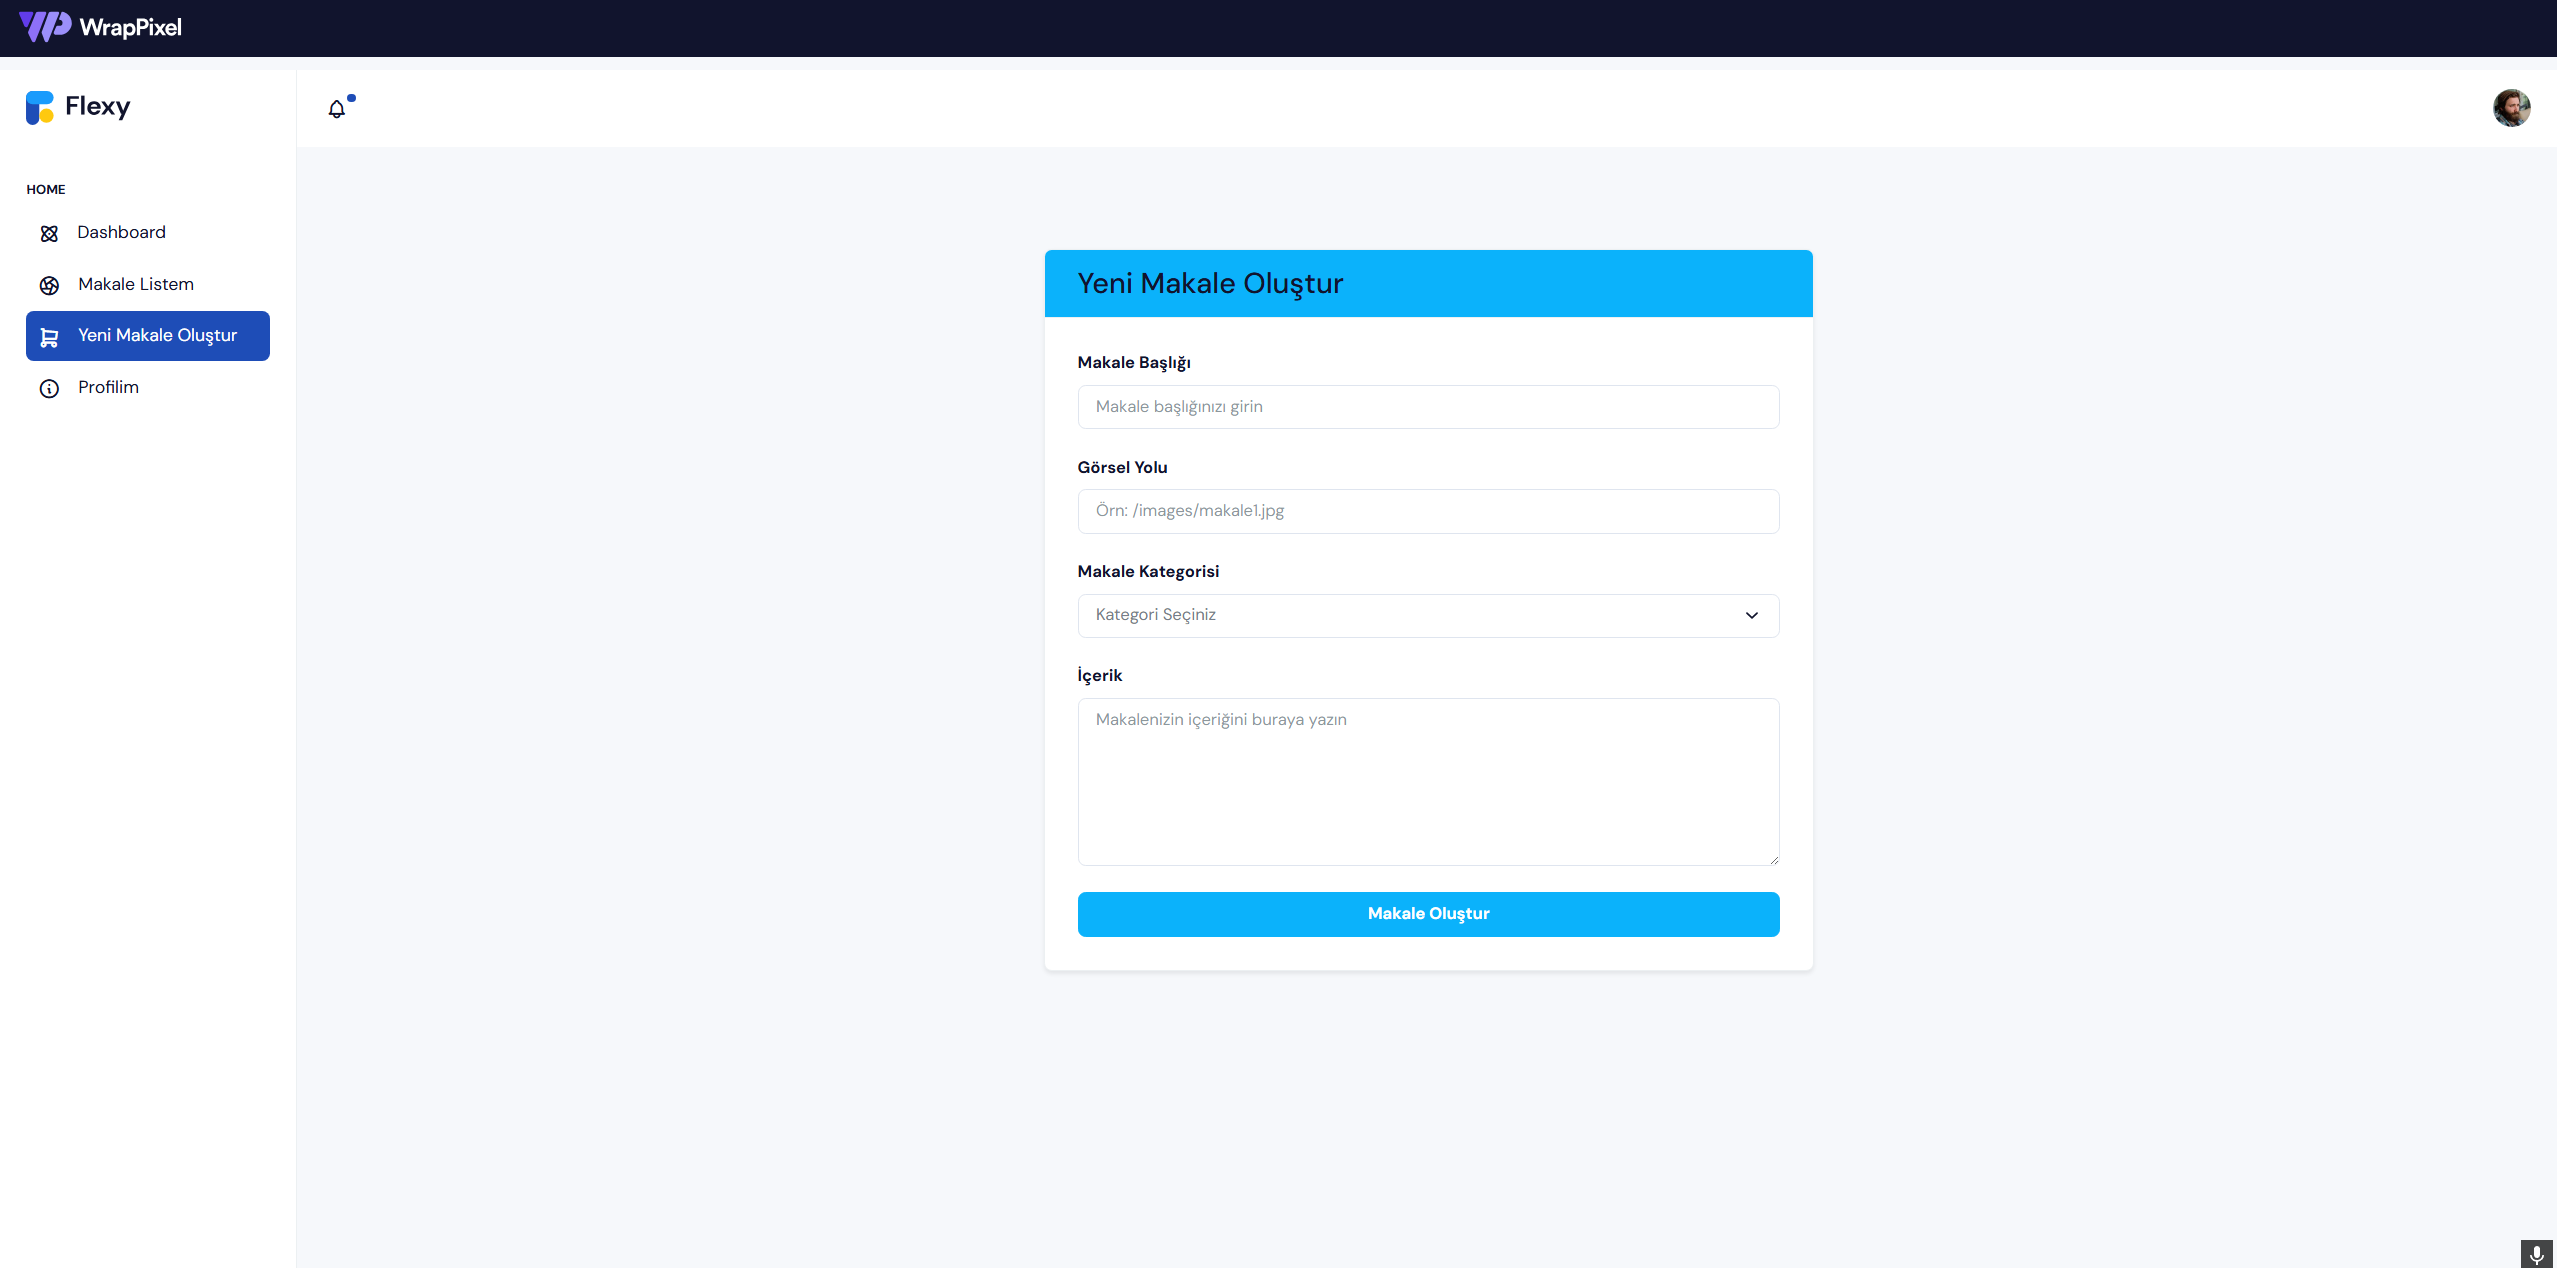 WrapPixel
Flexy
HOME
Dashboard
Makale Listem
Yeni Makale Oluştur
Profilim
Yeni Makale Oluştur
Makale Başlığı
Makale başlığınızı girin
Görsel Yolu
Örn: /images/makale1.jpg
Makale Kategorisi
Kategori Seçiniz
İçerik
Makalenizin içeriğini buraya yazın
Makale Oluştur